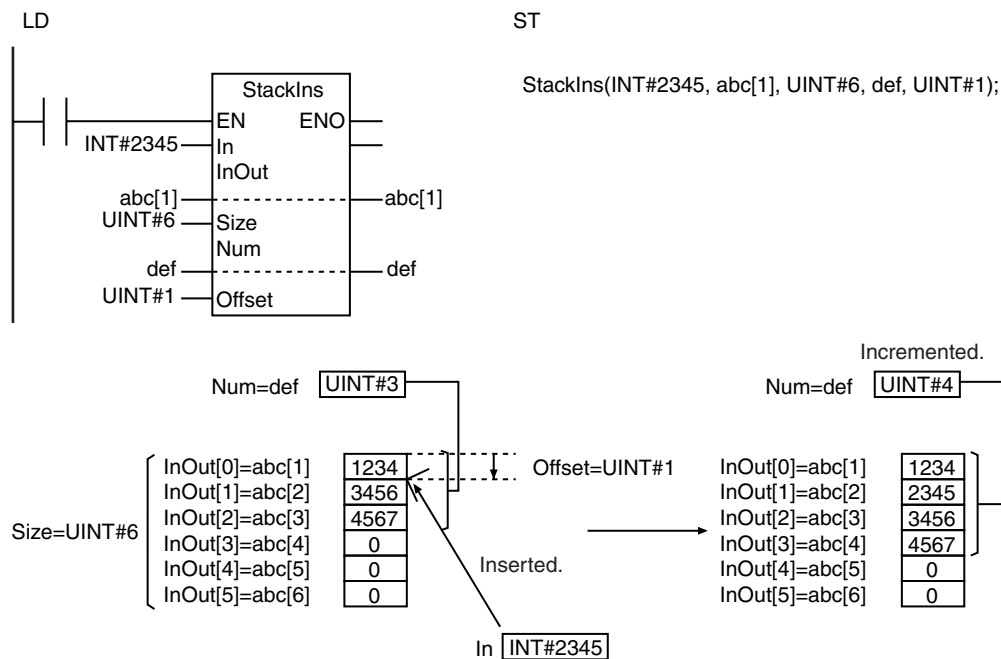 LD
ST
StackIns
StackIns(INT#2345, abc[1], UINT#6, def, UINT#1);
EN ENO
INT#2345 In
InOut
abc[1] abc[1]
UINT#6 Size
Num
def def
UINT#1 Offset
Incremented.
Num=def UINT#3
Num=def UINT#4
Size=UINT#6
InOut[0]=abc[1] 1234
InOut[1]=abc[2] 3456
InOut[2]=abc[3] 4567
InOut[3]=abc[4] 0
InOut[4]=abc[5] 0
InOut[5]=abc[6] 0
Offset=UINT#1
Inserted.
In INT#2345
InOut[0]=abc[1] 1234
InOut[1]=abc[2] 2345
InOut[2]=abc[3] 3456
InOut[3]=abc[4] 4567
InOut[4]=abc[5] 0
InOut[5]=abc[6] 0